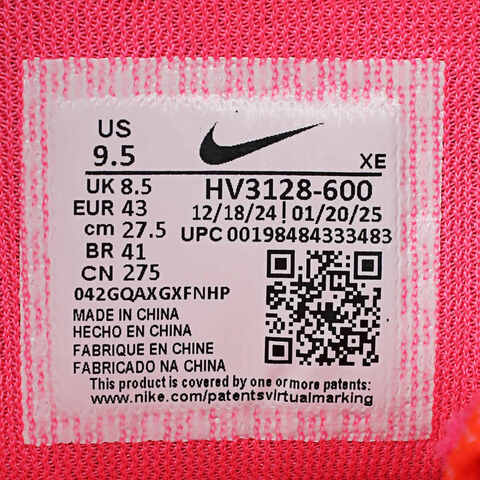 US
9.5
XE
UK 8.5
HV3128-600
EUR 43
12/18/24 | 01/20/25
cm 27.5
UPC 00198484333483
BR 41
CN 275
042GQAXGXFNHP
MADE IN CHINA
HECHO EN CHINA
FABRIQUE EN CHINE
FABRICADO NA CHINA
This product is covered by one or more patents:
www.nike.com/patentsvirtualmarking